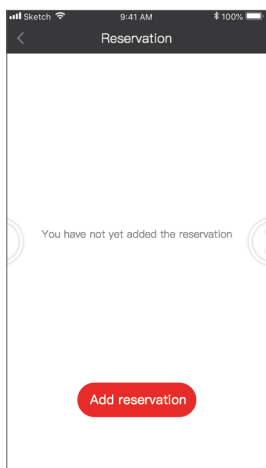 Sketch 9:41 AM 100%
Reservation
You have not yet added the reservation
Add reservation